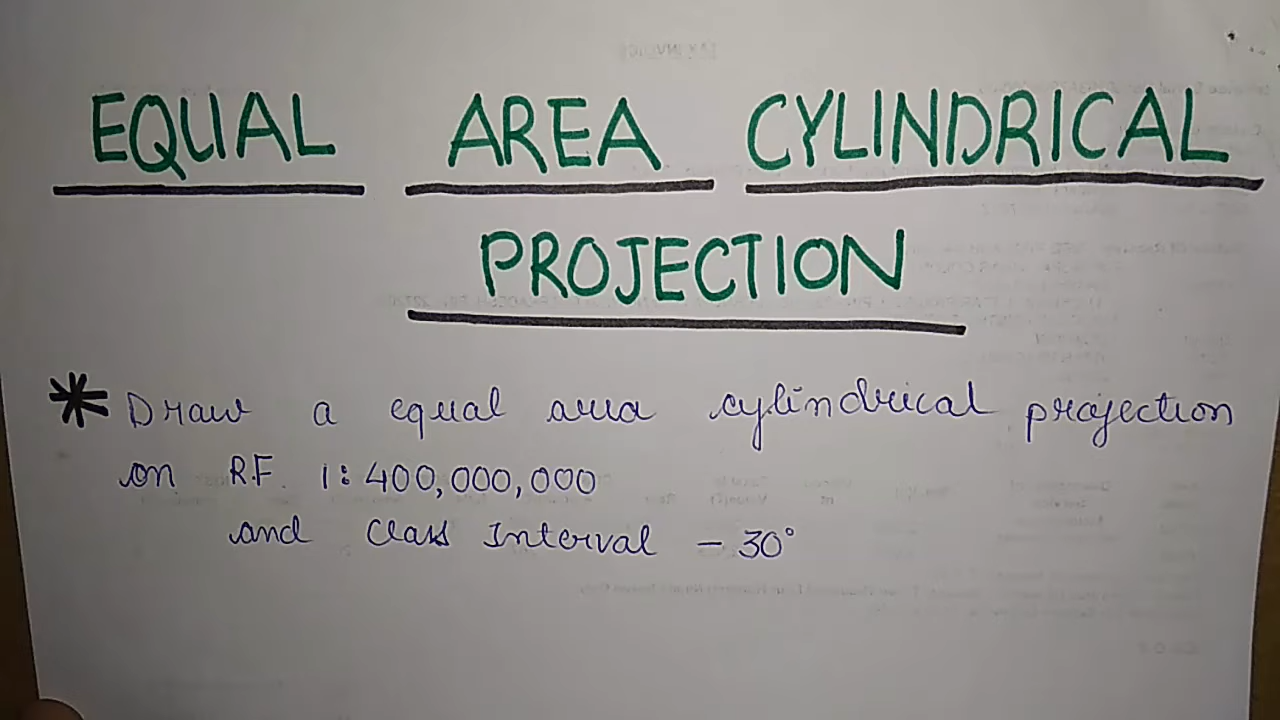 EQUAL AREA CYLINDRICAL
PROJECTION
* Draw a equal area cylindrical projection
on R.F. 1:400,000,000
and Class Interval - 30°